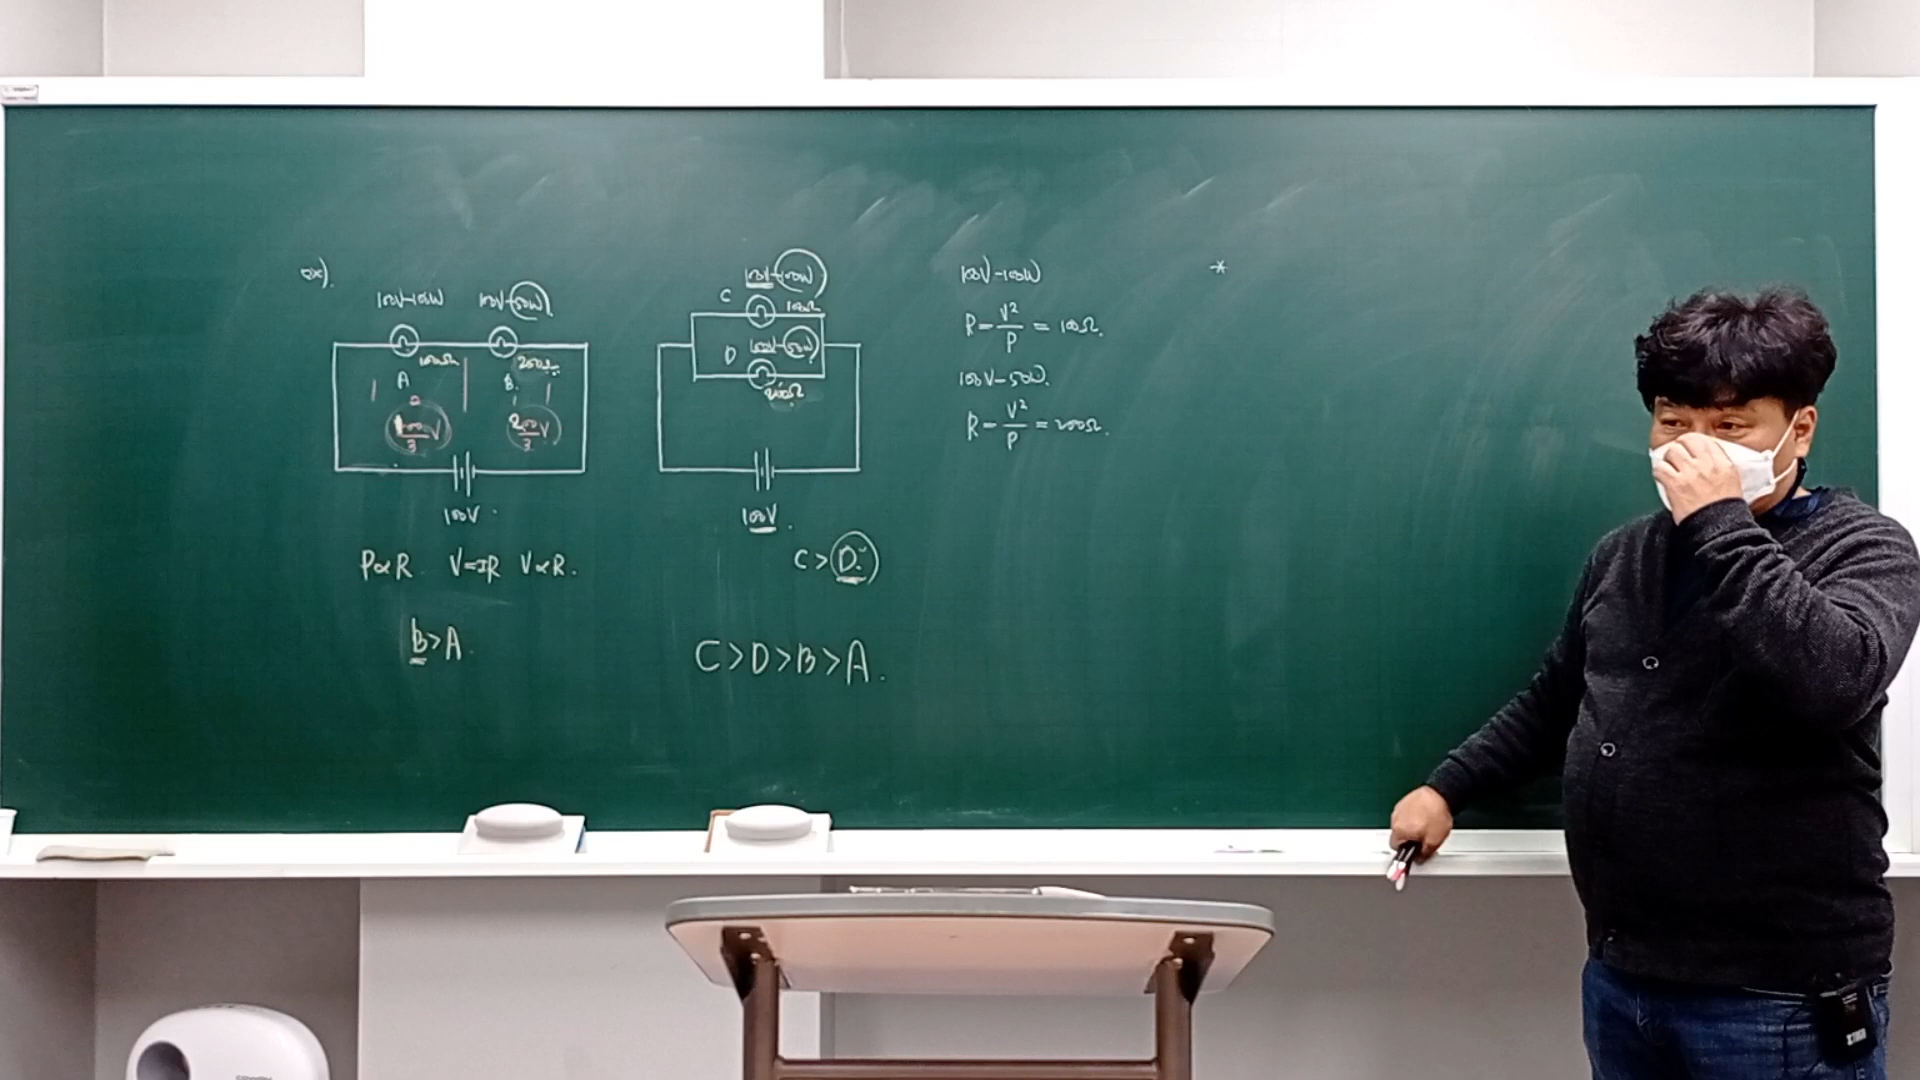 ex).
100V-100W
100V-50W
100Ω
200Ω
A
B.
100/3 V
200/3 V
100V.
P∝R V=IR V∝R.
B>A.
100V-100W
C
100Ω
D
100V-50W
200Ω
100V.
C>D.
C>D>B>A.
100V-100W
R=V²/P=100Ω.
100V-50W.
R=V²/P=200Ω.
*